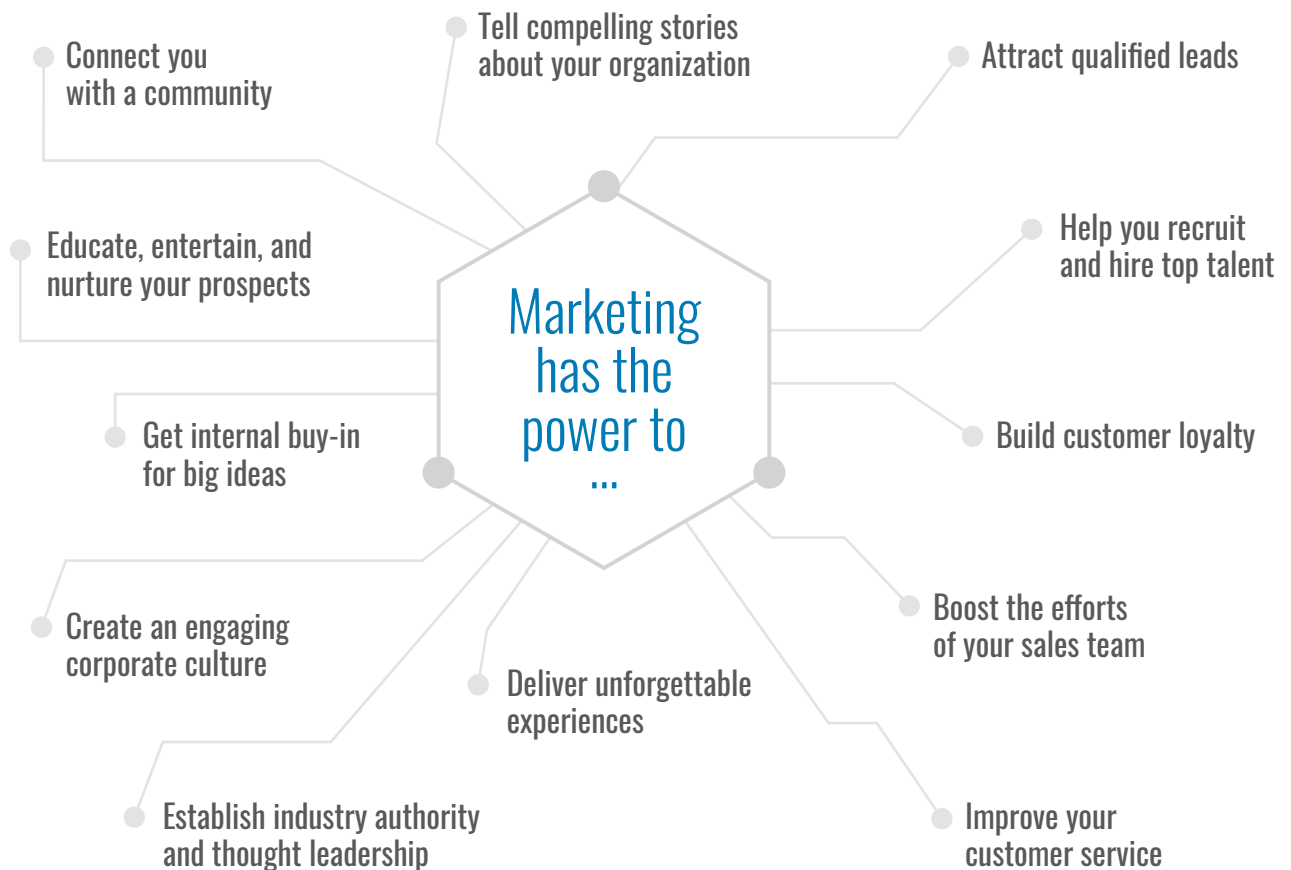 Tell compelling stories
about your organization
Connect you
with a community
Attract qualified leads
Help you recruit
and hire top talent
Educate, entertain, and
nurture your prospects
Marketing
has the
power to
...
Get internal buy-in
for big ideas
Build customer loyalty
Create an engaging
corporate culture
Boost the efforts
of your sales team
Deliver unforgettable
experiences
Establish industry authority
and thought leadership
Improve your
customer service